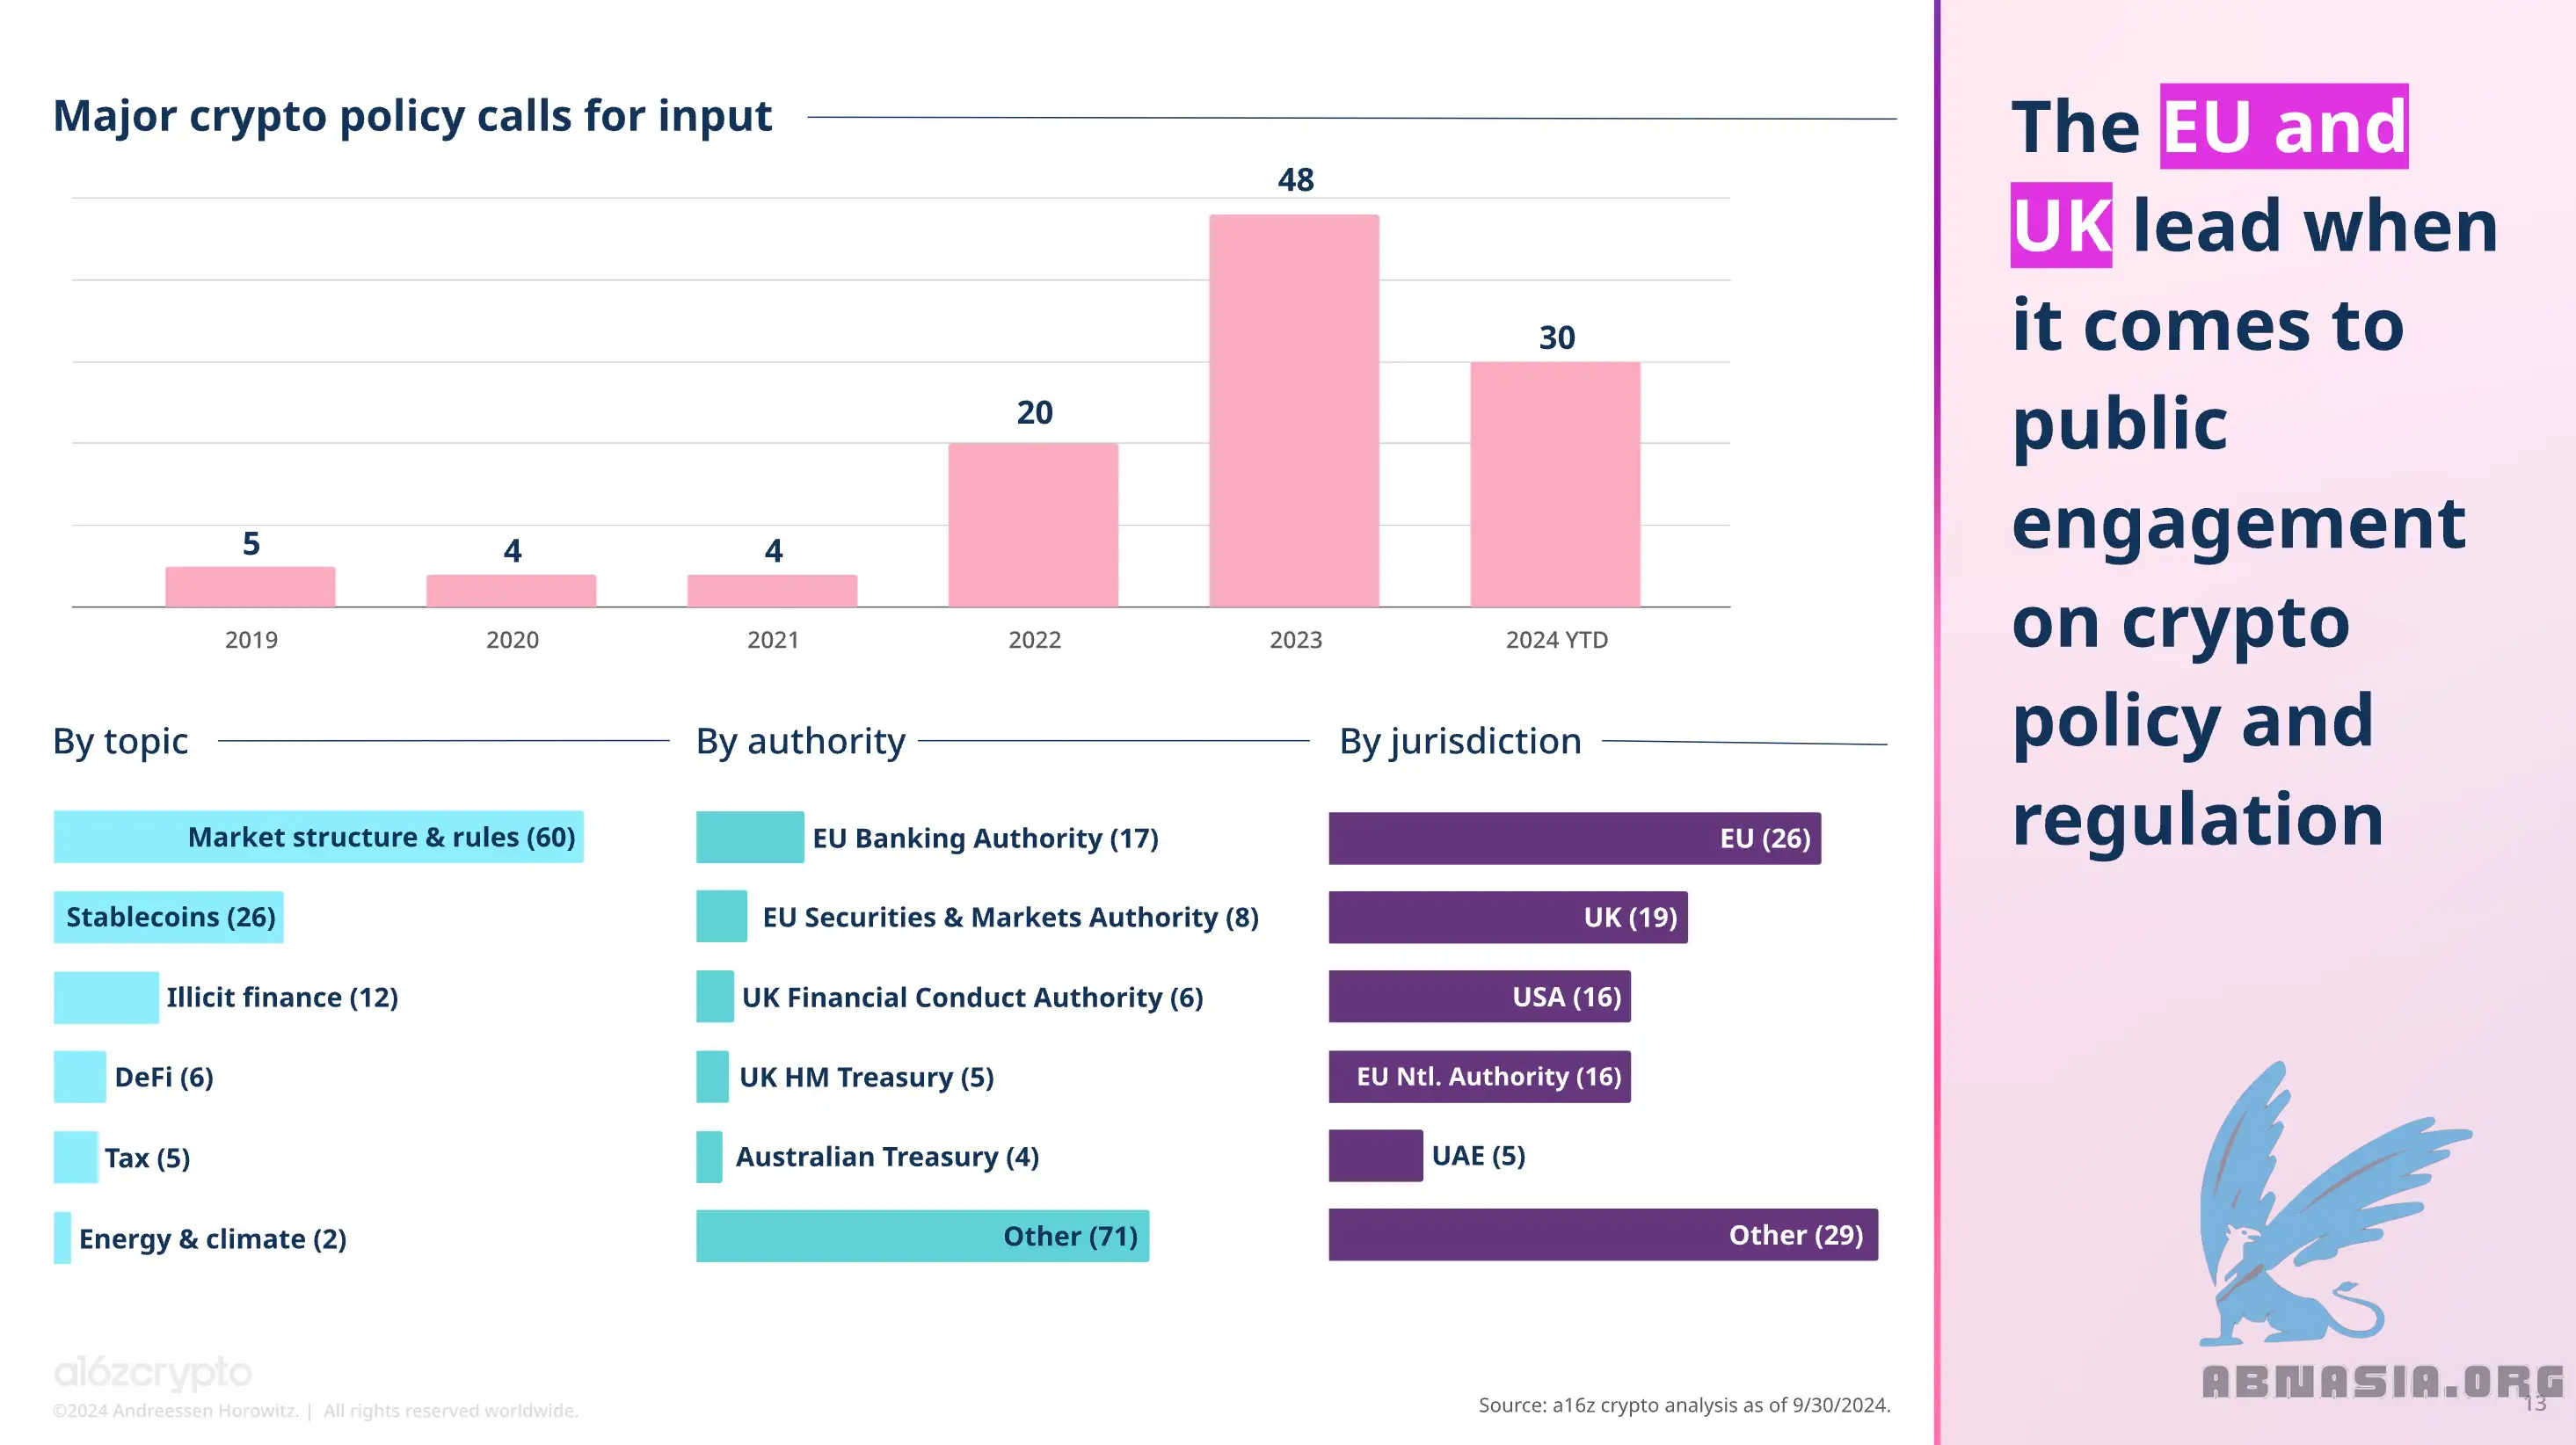 Major crypto policy calls for input
48
30
20
5
4
4
2019
2020
2021
2022
2023
2024 YTD
By topic
Market structure & rules (60)
Stablecoins (26)
Illicit finance (12)
DeFi (6)
Tax (5)
Energy & climate (2)
By authority
EU Banking Authority (17)
EU Securities & Markets Authority (8)
UK Financial Conduct Authority (6)
UK HM Treasury (5)
Australian Treasury (4)
Other (71)
By jurisdiction
EU (26)
UK (19)
USA (16)
EU Ntl. Authority (16)
UAE (5)
Other (29)
a16zcrypto
©2024 Andreessen Horowitz. | All rights reserved worldwide.
Source: a16z crypto analysis as of 9/30/2024.
The EU and
UK lead when
it comes to
public
engagement
on crypto
policy and
regulation
ABNASIA.ORG
13